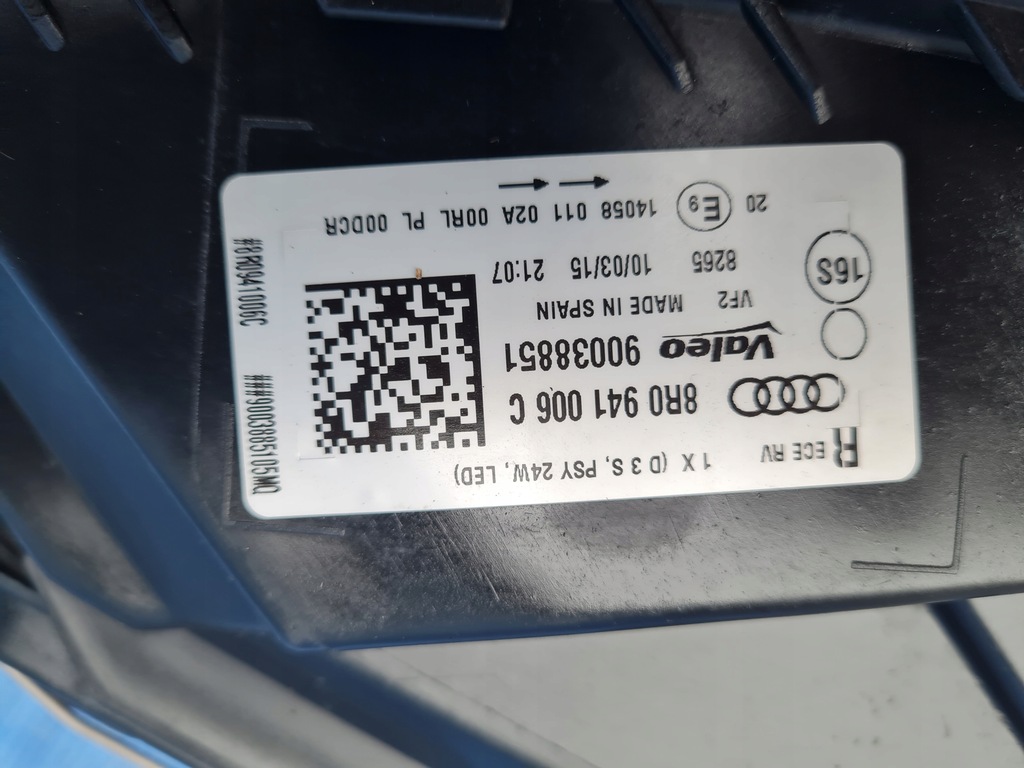 R ECE RV 1 X (D 3 S, PSY 24W, LED)
8R0 941 006 C
Valeo 90038851
VF2 MADE IN SPAIN
8265 10/03/15 21:07
20 E9 14058 011 02A 00RL PL 00DCR
16S
###9003885105MQ
#8R0941006C